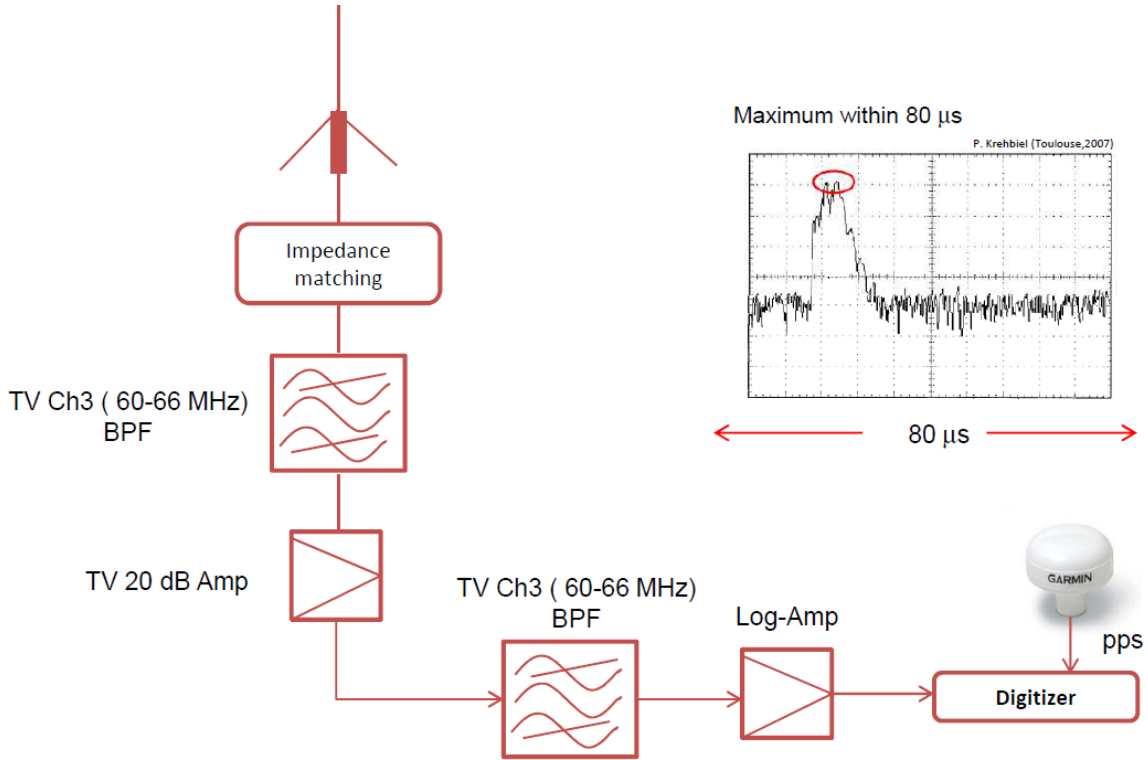 Maximum within 80 μs
P. Krehbiel (Toulouse,2007)
Impedance
matching
TV Ch3 ( 60-66 MHz)
BPF
80 μs
TV 20 dB Amp
TV Ch3 ( 60-66 MHz)
BPF
Log-Amp
GARMIN
pps
Digitizer